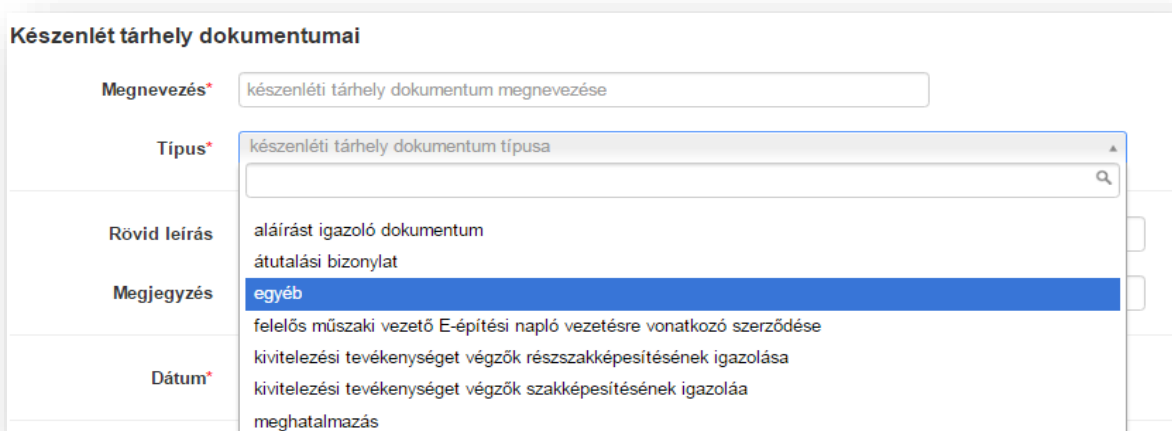 Készenlét tárhely dokumentumai
Megnevezés* készenléti tárhely dokumentum megnevezése
Típus* készenléti tárhely dokumentum típusa
Rövid leírás aláírást igazoló dokumentum
átutalási bizonylat
Megjegyzés egyéb
felelős műszaki vezető E-építési napló vezetésre vonatkozó szerződése
kivitelezési tevékenységet végzők részszakképesítésének igazolása
Dátum*
kivitelezési tevékenységet végzők szakképesítésének igazoláa
meghatalmazás